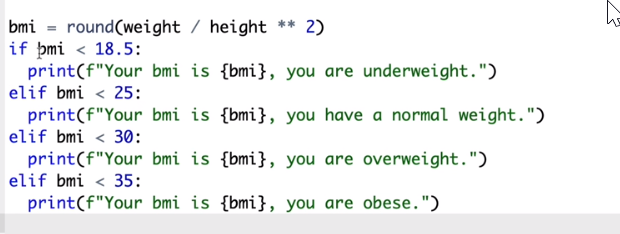 bmi = round(weight / height ** 2)
if bmi < 18.5:
  print(f"Your bmi is {bmi}, you are underweight.")
elif bmi < 25:
  print(f"Your bmi is {bmi}, you have a normal weight.")
elif bmi < 30:
  print(f"Your bmi is {bmi}, you are overweight.")
elif bmi < 35:
  print(f"Your bmi is {bmi}, you are obese.")